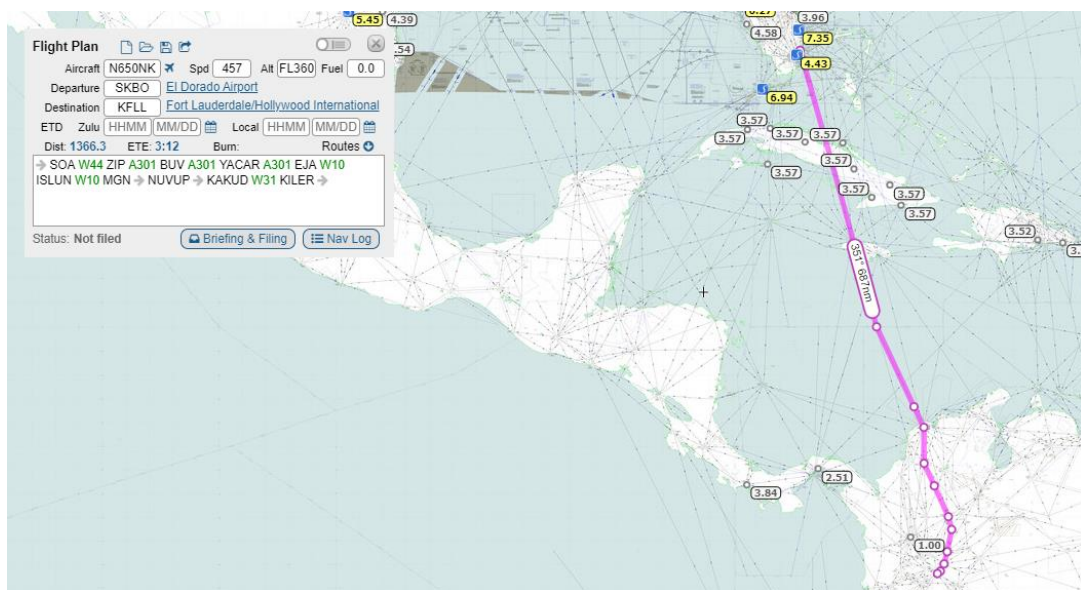 Flight Plan
Aircraft N650NK Spd 457 Alt FL360 Fuel 0.0
Departure SKBO El Dorado Airport
Destination KFLL Fort Lauderdale/Hollywood International
ETD Zulu HHMM MM/DD Local HHMM MM/DD
Dist: 1366.3 ETE: 3:12 Burn: Routes
→ SOA W44 ZIP A301 BUV A301 YACAR A301 EJA W10
ISLUN W10 MGN → NUVUP → KAKUD W31 KILER →
Status: Not filed Briefing & Filing Nav Log
5.45 4.39
.54
3.96
4.58
7.35
4.43
6.94
3.57
3.57
3.57
3.57
3.57
3.57
3.57
3.57
3.57
3.52
3.
351° 687nm
2.51
3.84
1.00